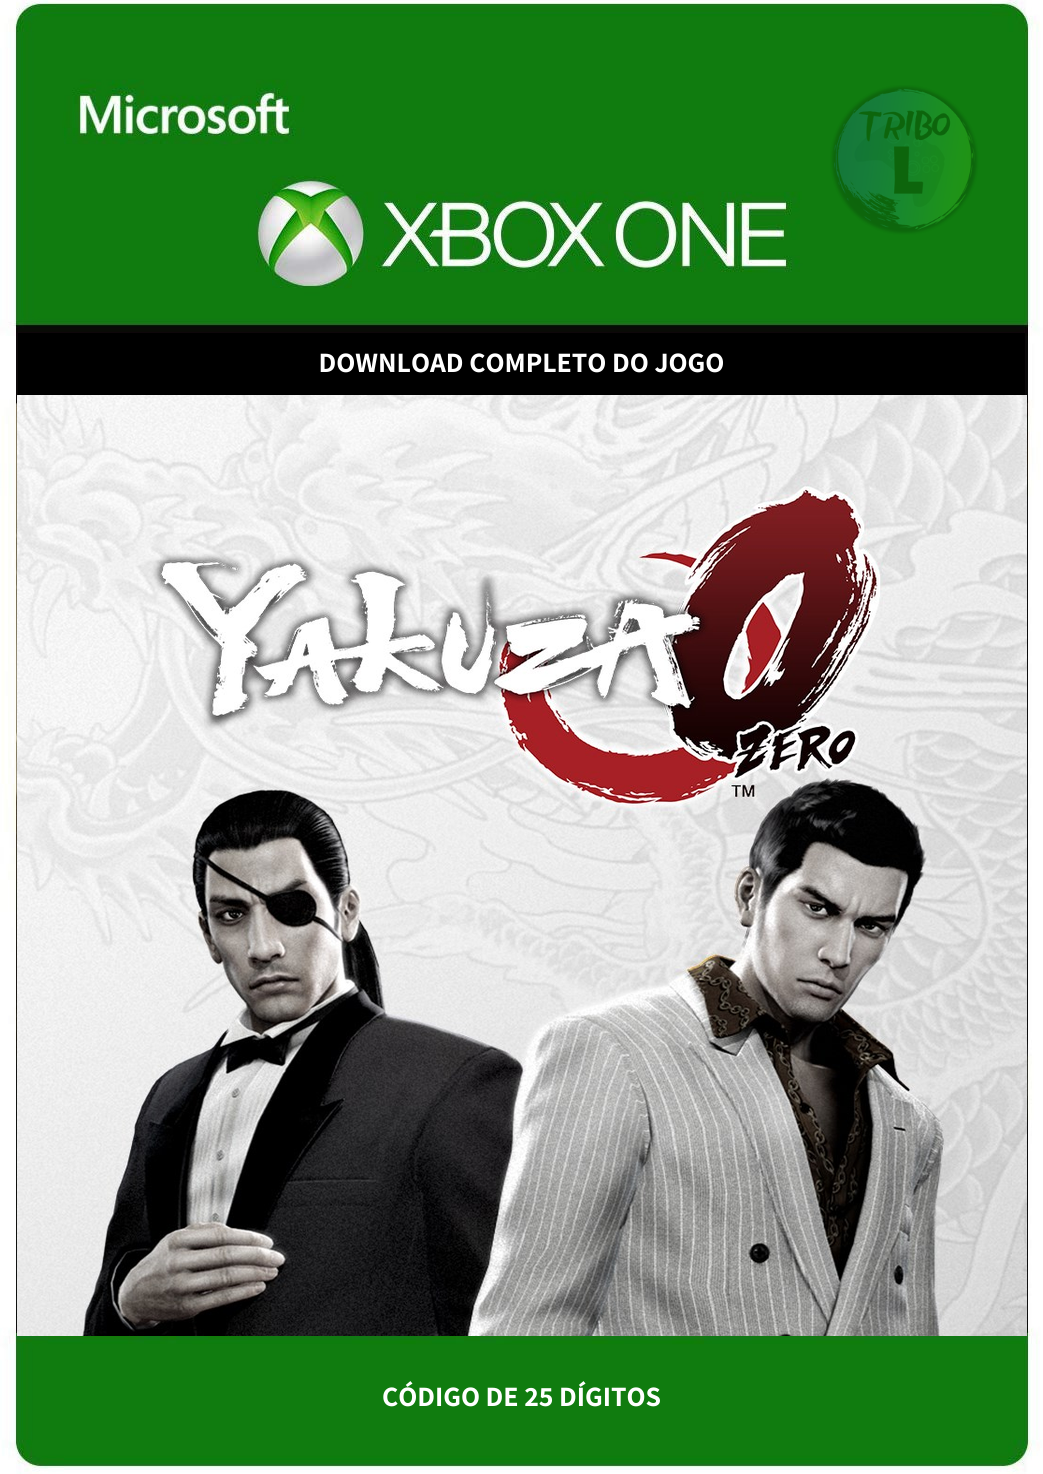 Microsoft
TRIBO
L
XBOX ONE
DOWNLOAD COMPLETO DO JOGO
YAKUZA 0
ZERO
TM
CÓDIGO DE 25 DÍGITOS